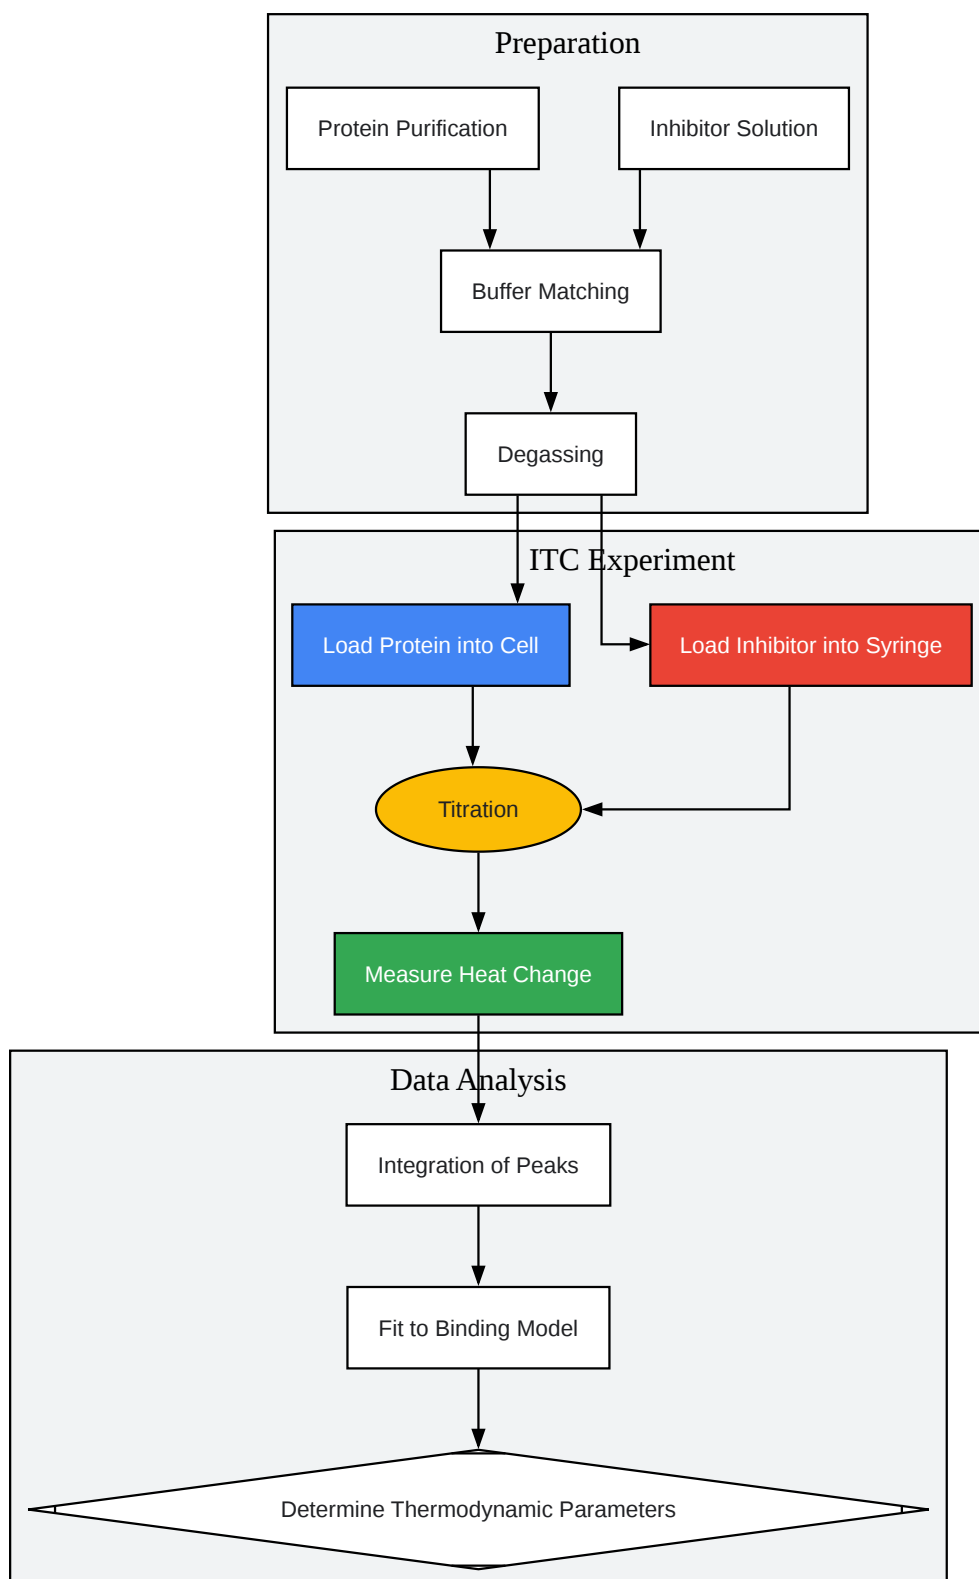 Preparation
Protein Purification
Inhibitor Solution
Buffer Matching
Degassing
ITC Experiment
Load Protein into Cell
Load Inhibitor into Syringe
Titration
Measure Heat Change
Data Analysis
Integration of Peaks
Fit to Binding Model
Determine Thermodynamic Parameters